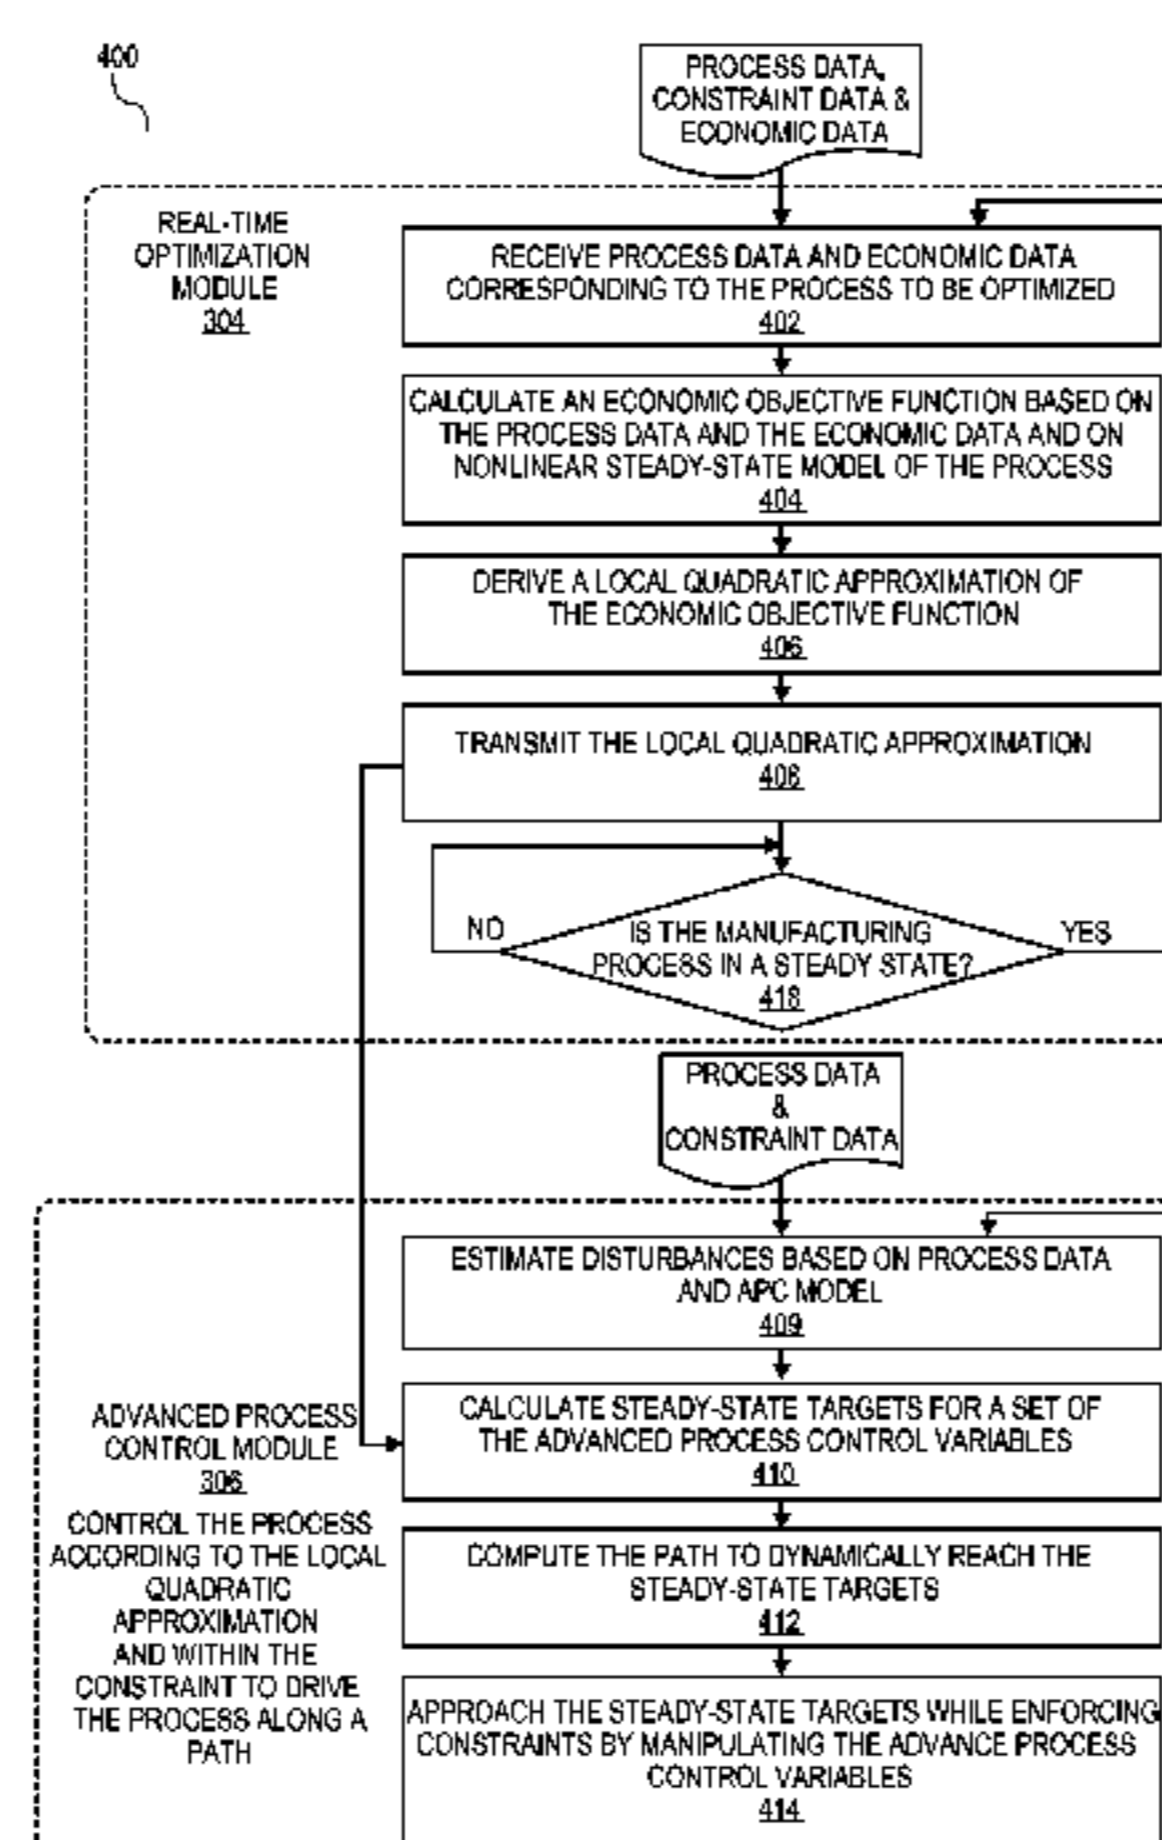 400
PROCESS DATA,
CONSTRAINT DATA &
ECONOMIC DATA
REAL-TIME
OPTIMIZATION
MODULE
304
RECEIVE PROCESS DATA AND ECONOMIC DATA
CORRESPONDING TO THE PROCESS TO BE OPTIMIZED
402
CALCULATE AN ECONOMIC OBJECTIVE FUNCTION BASED ON
THE PROCESS DATA AND THE ECONOMIC DATA AND ON
NONLINEAR STEADY-STATE MODEL OF THE PROCESS
404
DERIVE A LOCAL QUADRATIC APPROXIMATION OF
THE ECONOMIC OBJECTIVE FUNCTION
406
TRANSMIT THE LOCAL QUADRATIC APPROXIMATION
408
NO
IS THE MANUFACTURING
PROCESS IN A STEADY STATE?
418
YES
PROCESS DATA
&
CONSTRAINT DATA
ESTIMATE DISTURBANCES BASED ON PROCESS DATA
AND APC MODEL
409
ADVANCED PROCESS
CONTROL MODULE
306
CONTROL THE PROCESS
ACCORDING TO THE LOCAL
QUADRATIC
APPROXIMATION
AND WITHIN THE
CONSTRAINT TO DRIVE
THE PROCESS ALONG A
PATH
CALCULATE STEADY-STATE TARGETS FOR A SET OF
THE ADVANCED PROCESS CONTROL VARIABLES
410
COMPUTE THE PATH TO DYNAMICALLY REACH THE
STEADY-STATE TARGETS
412
APPROACH THE STEADY-STATE TARGETS WHILE ENFORCING
CONSTRAINTS BY MANIPULATING THE ADVANCE PROCESS
CONTROL VARIABLES
414